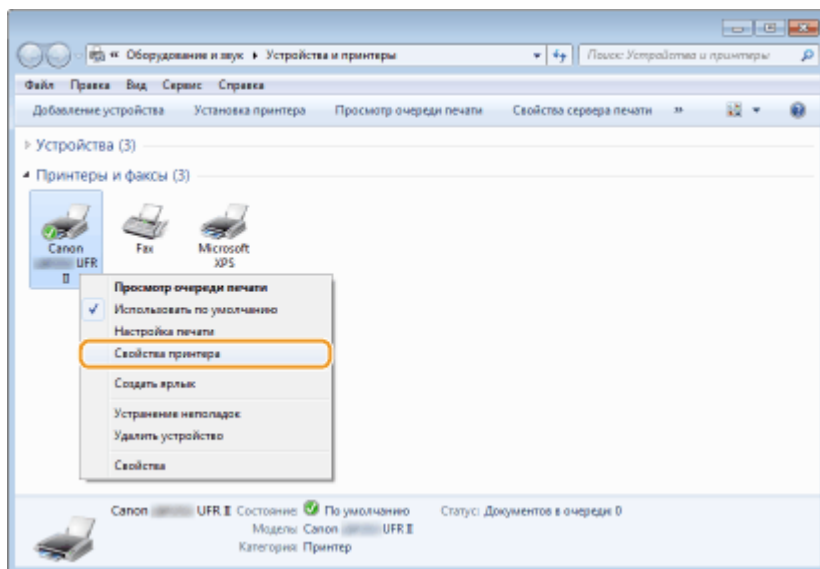 « Оборудование и звук ▸ Устройства и принтеры
Поиск: Устройства и принтеры
Файл Правка Вид Сервис Справка
Добавление устройства Установка принтера Просмотр очереди печати Свойства сервера печати »
Устройства (3)
Принтеры и факсы (3)
Canon UFR II
Fax
Microsoft XPS
Просмотр очереди печати
Использовать по умолчанию
Настройка печати
Свойства принтера
Создать ярлык
Устранение неполадок
Удалить устройство
Свойства
Canon UFR II Состояние: По умолчанию Статус: Документов в очереди 0
Модель: Canon UFR II
Категория: Принтер